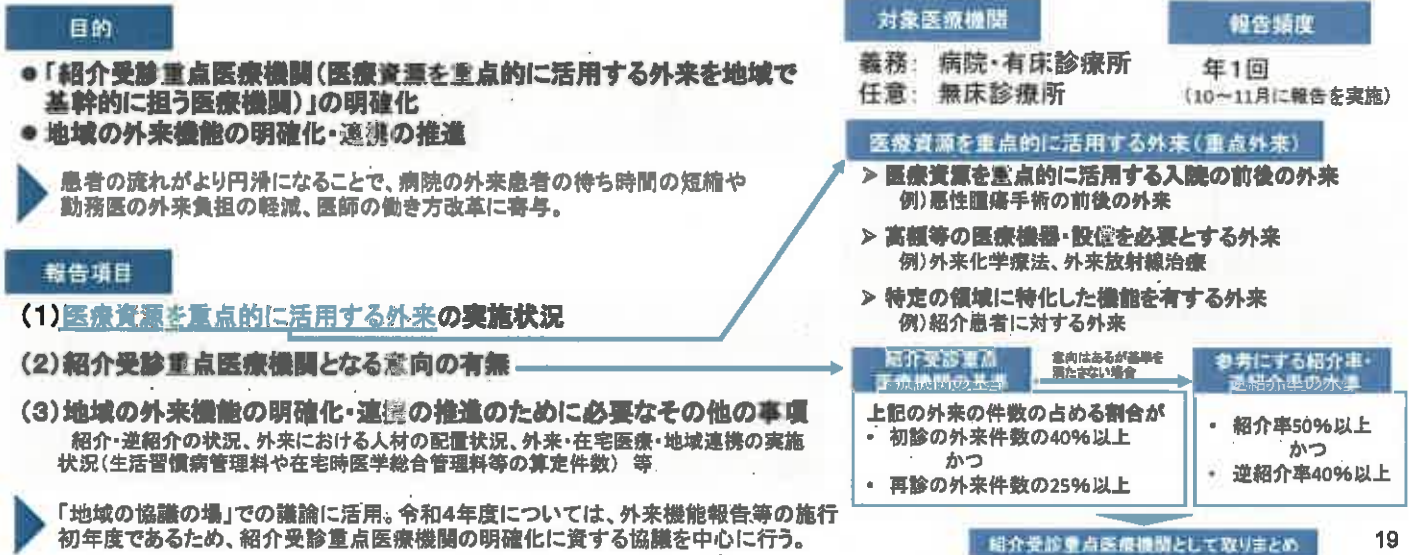 目的
●「紹介受診重点医療機関(医療資源を重点的に活用する外来を地域で
基幹的に担う医療機関)」の明確化
● 地域の外来機能の明確化・連携の推進
患者の流れがより円滑になることで、病院の外来患者の待ち時間の短縮や
勤務医の外来負担の軽減、医師の働き方改革に寄与。
報告項目
(1)医療資源を重点的に活用する外来の実施状況
(2)紹介受診重点医療機関となる意向の有無
(3)地域の外来機能の明確化・連携の推進のために必要なその他の事項
紹介・逆紹介の状況、外来における人材の配置状況、外来・在宅医療・地域連携の実施
状況(生活習慣病管理料や在宅時医学総合管理料等の算定件数) 等
「地域の協議の場」での議論に活用。令和4年度については、外来機能報告等の施行
初年度であるため、紹介受診重点医療機関の明確化に資する協議を中心に行う。
対象医療機関
義務: 病院・有床診療所
任意: 無床診療所
報告頻度
年1回
(10~11月に報告を実施)
医療資源を重点的に活用する外来(重点外来)
➢ 医療資源を重点的に活用する入院の前後の外来
例)悪性腫瘍手術の前後の外来
➢ 高額等の医療機器・設備を必要とする外来
例)外来化学療法、外来放射線治療
➢ 特定の領域に特化した機能を有する外来
例)紹介患者に対する外来
紹介受診重点
医療機関の基準
上記の外来の件数の占める割合が
・ 初診の外来件数の40%以上
かつ
・ 再診の外来件数の25%以上
意向はあるが基準を
満たさない場合
参考にする紹介率・
逆紹介率の水準
・ 紹介率50%以上
かつ
・ 逆紹介率40%以上
紹介受診重点医療機関として取りまとめ
19